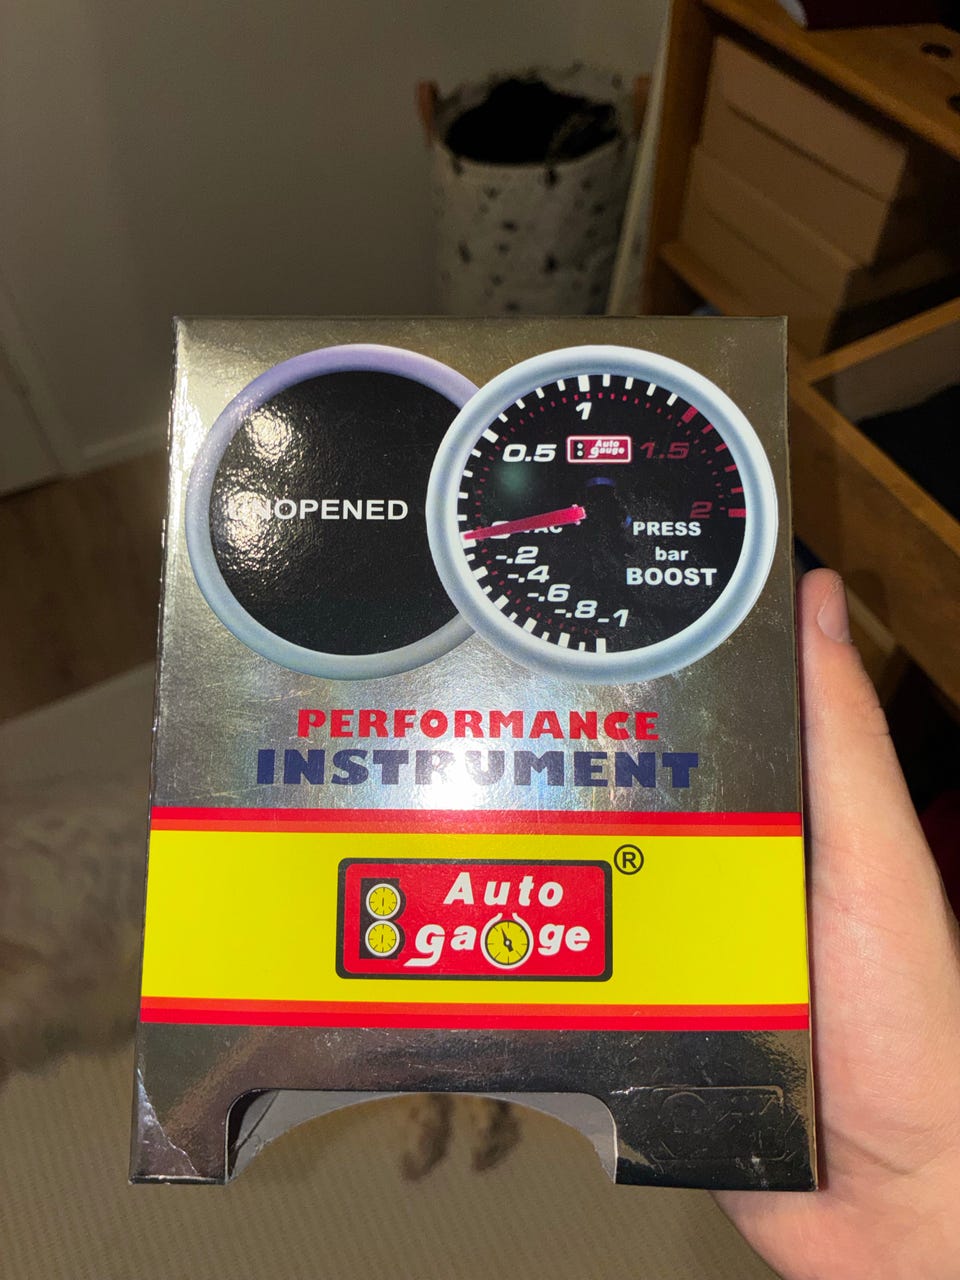 UNOPENED
1
0.5
Auto
gauge
1.5
2
VAC
PRESS
bar
BOOST
-.2
-.4
-.6
-.8
-1
PERFORMANCE
INSTRUMENT
Auto
gauge
®